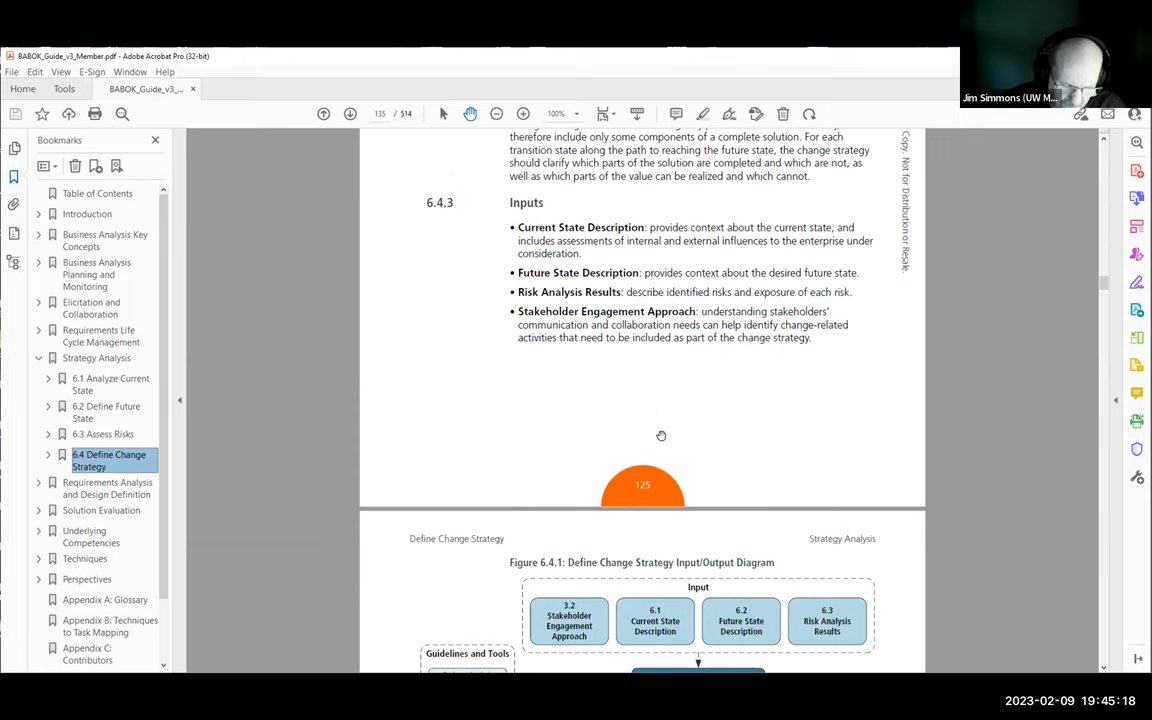 BABOK_Guide_v3_Member.pdf - Adobe Acrobat Pro (32-bit)
File Edit View E-Sign Window Help
Home Tools BABOK_Guide_v3_... ×
135 / 514 100%
Jim Simmons (UW M...
Bookmarks
Table of Contents
Introduction
Business Analysis Key
Concepts
Business Analysis
Planning and
Monitoring
Elicitation and
Collaboration
Requirements Life
Cycle Management
Strategy Analysis
6.1 Analyze Current
State
6.2 Define Future
State
6.3 Assess Risks
6.4 Define Change
Strategy
Requirements Analysis
and Design Definition
Solution Evaluation
Underlying
Competencies
Techniques
Perspectives
Appendix A: Glossary
Appendix B: Techniques
to Task Mapping
Appendix C:
Contributors
therefore include only some components of a complete solution. For each
transition state along the path to reaching the future state, the change strategy
should clarify which parts of the solution are completed and which are not, as
well as which parts of the value can be realized and which cannot.
6.4.3 Inputs
• Current State Description: provides context about the current state, and
includes assessments of internal and external influences to the enterprise under
consideration.
• Future State Description: provides context about the desired future state.
• Risk Analysis Results: describe identified risks and exposure of each risk.
• Stakeholder Engagement Approach: understanding stakeholders'
communication and collaboration needs can help identify change-related
activities that need to be included as part of the change strategy.
Copy. Not for Distribution or Resale.
125
Define Change Strategy Strategy Analysis
Figure 6.4.1: Define Change Strategy Input/Output Diagram
Input
3.2
Stakeholder
Engagement
Approach
6.1
Current State
Description
6.2
Future State
Description
6.3
Risk Analysis
Results
Guidelines and Tools
2023-02-09 19:45:18